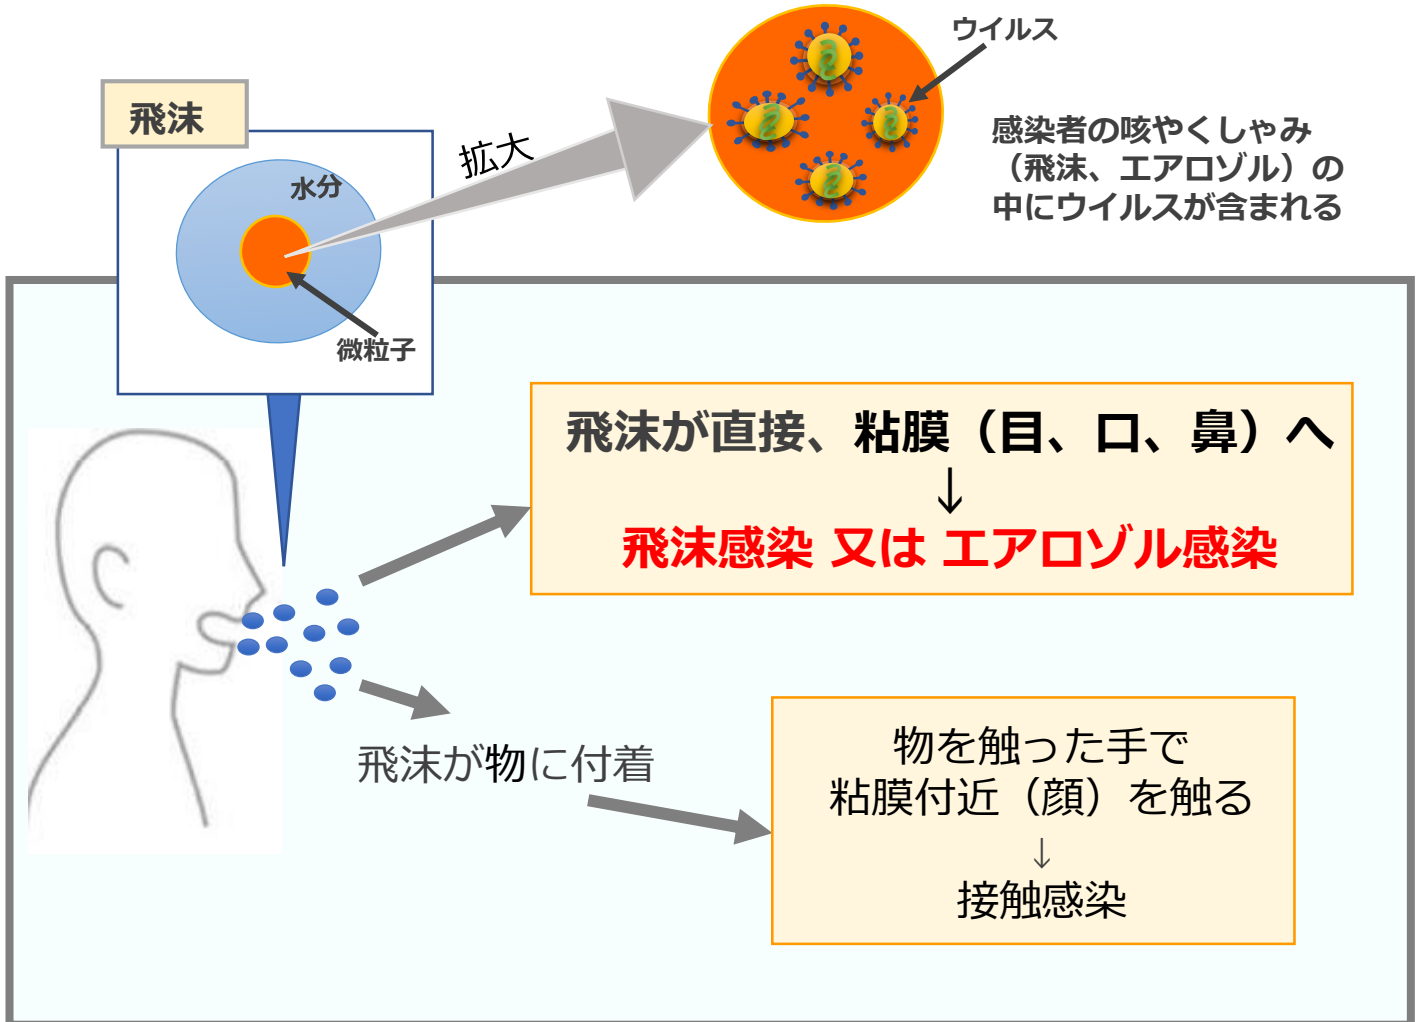 ウイルス
飛沫
拡大
感染者の咳やくしゃみ
（飛沫、エアロゾル）の
中にウイルスが含まれる
水分
微粒子
飛沫が直接、粘膜（目、口、鼻）へ
↓
飛沫感染 又は エアロゾル感染
飛沫が物に付着
物を触った手で
粘膜付近（顔）を触る
↓
接触感染